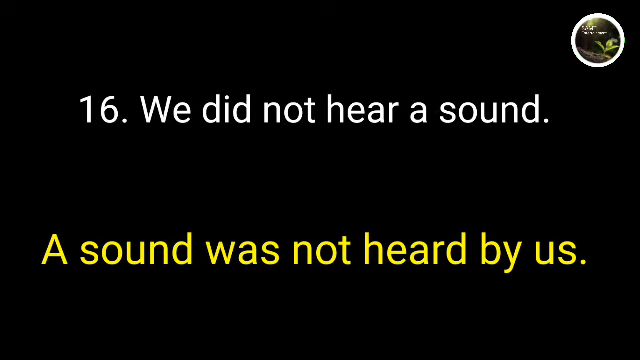 16. We did not hear a sound.
A sound was not heard by us.